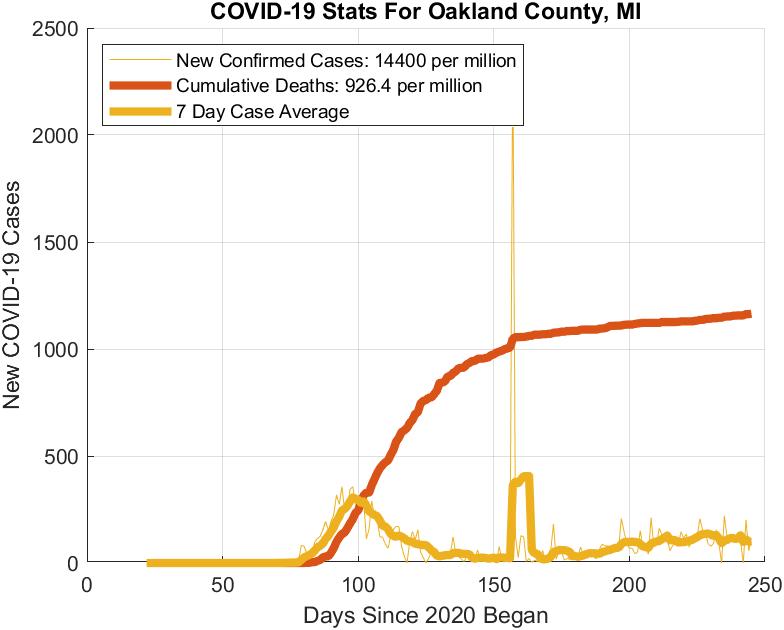 COVID-19 Stats For Oakland County, MI
2500
New Confirmed Cases: 14400 per million
Cumulative Deaths: 926.4 per million
7 Day Case Average
2000
1500
1000
500
0
New COVID-19 Cases
0 50 100 150 200 250
Days Since 2020 Began